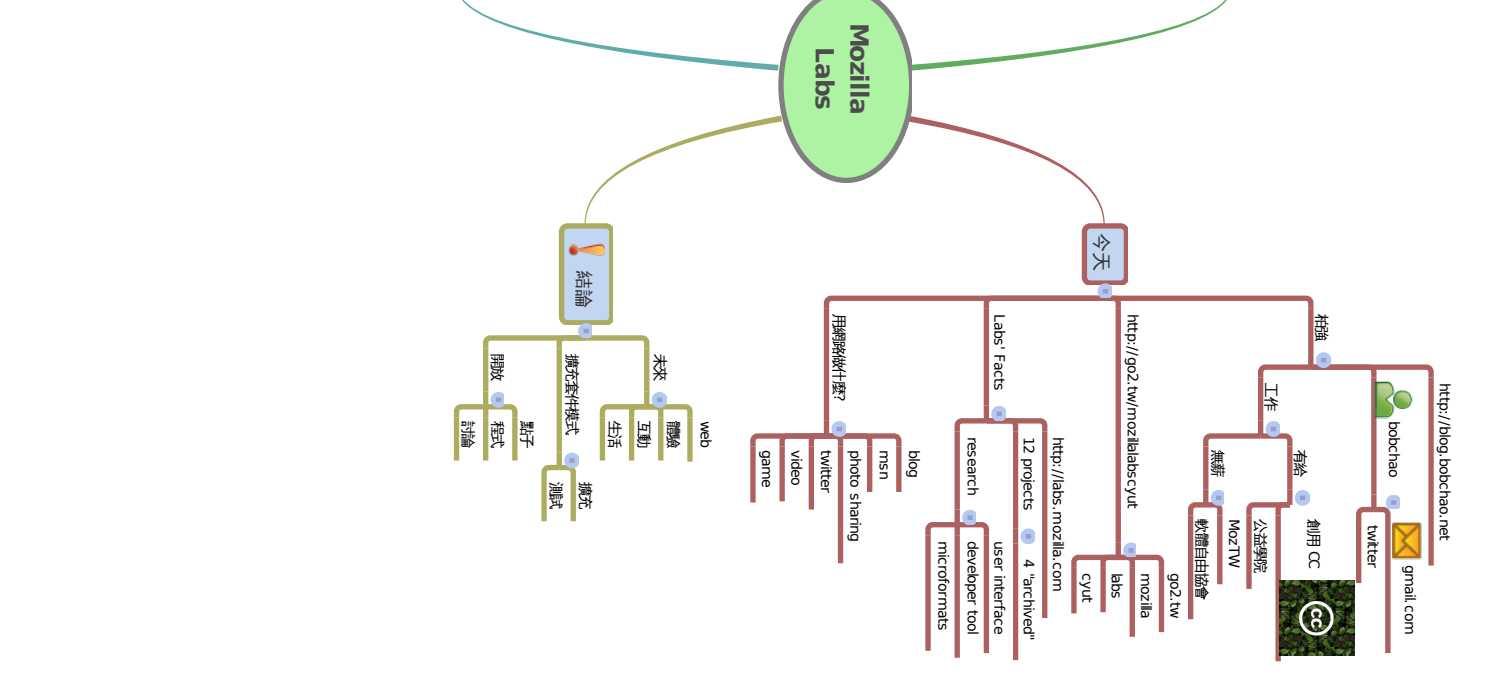 Mozilla
Labs
今天
柏強
http://blog.bobchao.net
bobchao
gmail.com
twitter
工作
有給
創用 CC
cc
公益學院
無薪
MozTW
軟體自由協會
http://go2.tw/mozillalabscyut
go2.tw
mozilla
labs
cyut
Labs' Facts
http://labs.mozilla.com
12 projects
4 "archived"
research
user interface
developer tool
microformats
用網路做什麼?
blog
msn
photo sharing
twitter
video
game
結論
未來
web
體驗
互動
生活
擴充套件模式
擴充
測試
開放
點子
程式
討論